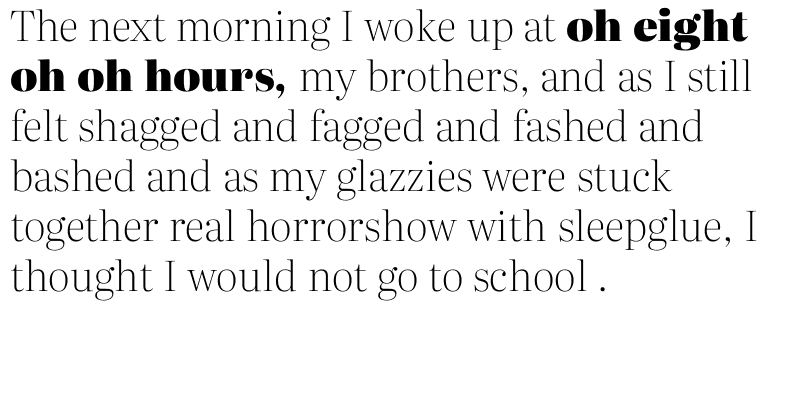 The next morning I woke up at oh eight
oh oh hours, my brothers, and as I still
felt shagged and fagged and fashed and
bashed and as my glazzies were stuck
together real horrorshow with sleepglue, I
thought I would not go to school .